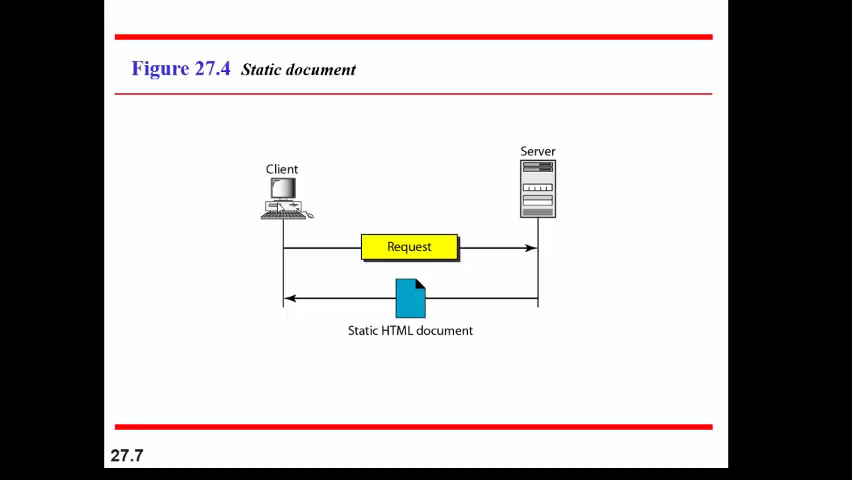 Figure 27.4 Static document
Server
Client
Request
Static HTML document
27.7